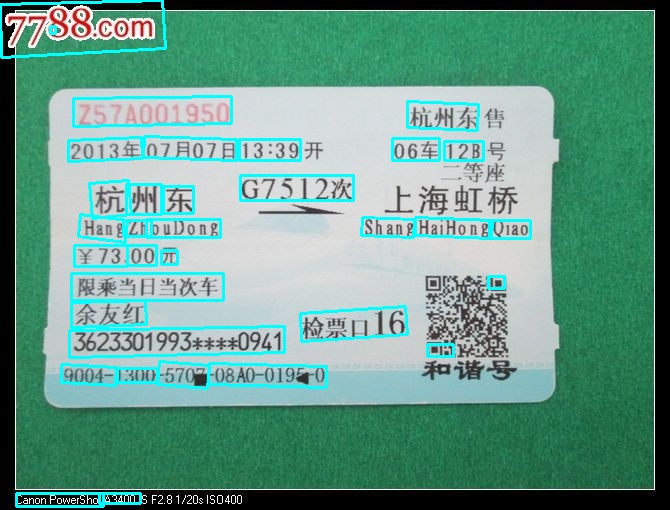 7788.com
Z57A001950 杭州东 售
2013年07月07日13:39开 06车12B号
二等座
杭州东 G7512次 上海虹桥
HangZhouDong ShangHaiHongQiao
￥73.00元
限乘当日当次车
余友红
检票口16
3623301993****0941
和谐号
9004-1300-5707-08A0-0195-0
Canon PowerShot A3400 IS F2.8 1/20s ISO400